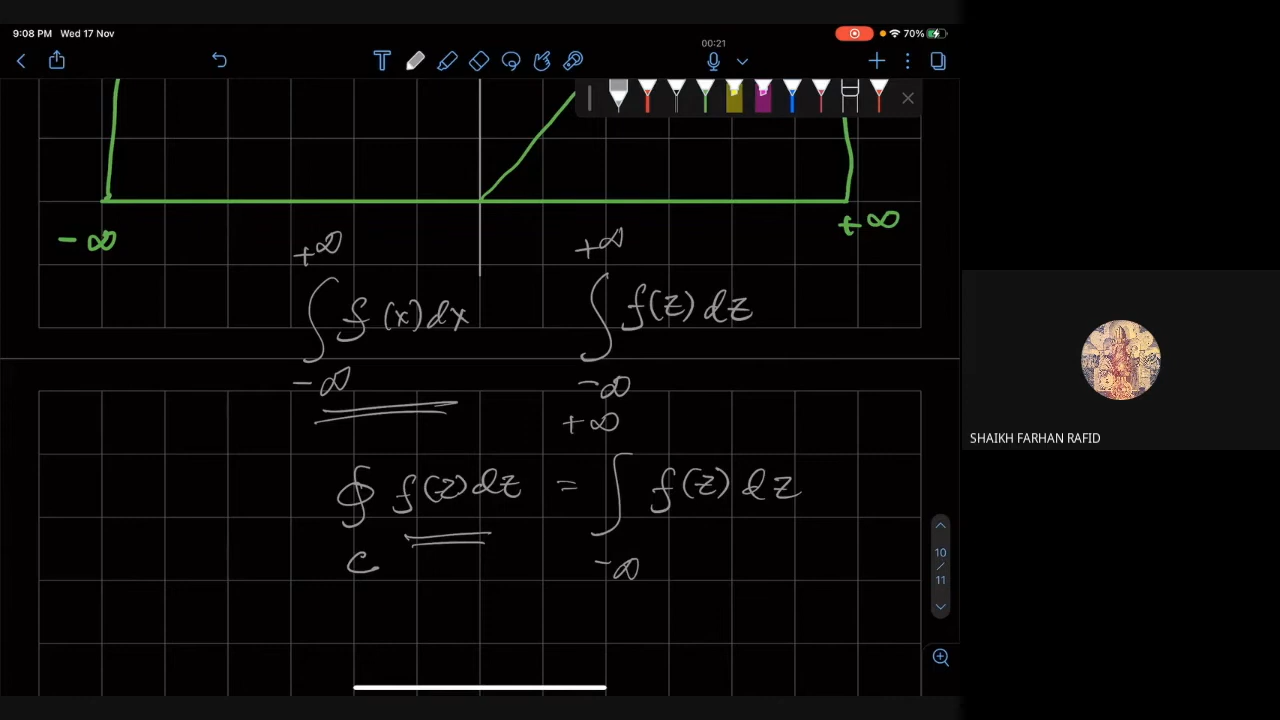 9:08 PM Wed 17 Nov
70%
00:21
-∞
+∞
+∞
+∞
∫ f(x)dx
∫ f(z)dz
-∞
-∞
+∞
∮ f(z)dz = ∫ f(z)dz
C
-∞
10
/
11
SHAIKH FARHAN RAFID